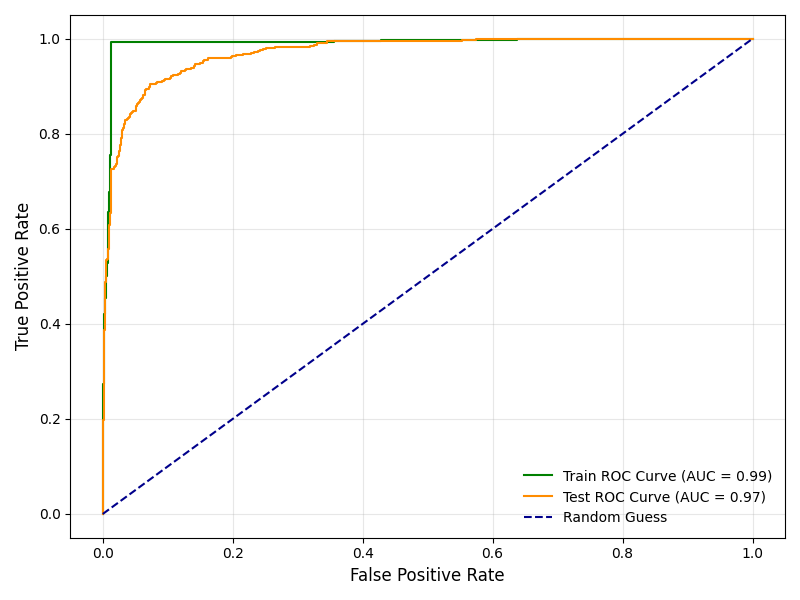 1.0
0.8
0.6
0.4
0.2
0.0
True Positive Rate
0.0 0.2 0.4 0.6 0.8 1.0
False Positive Rate
Train ROC Curve (AUC = 0.99)
Test ROC Curve (AUC = 0.97)
Random Guess